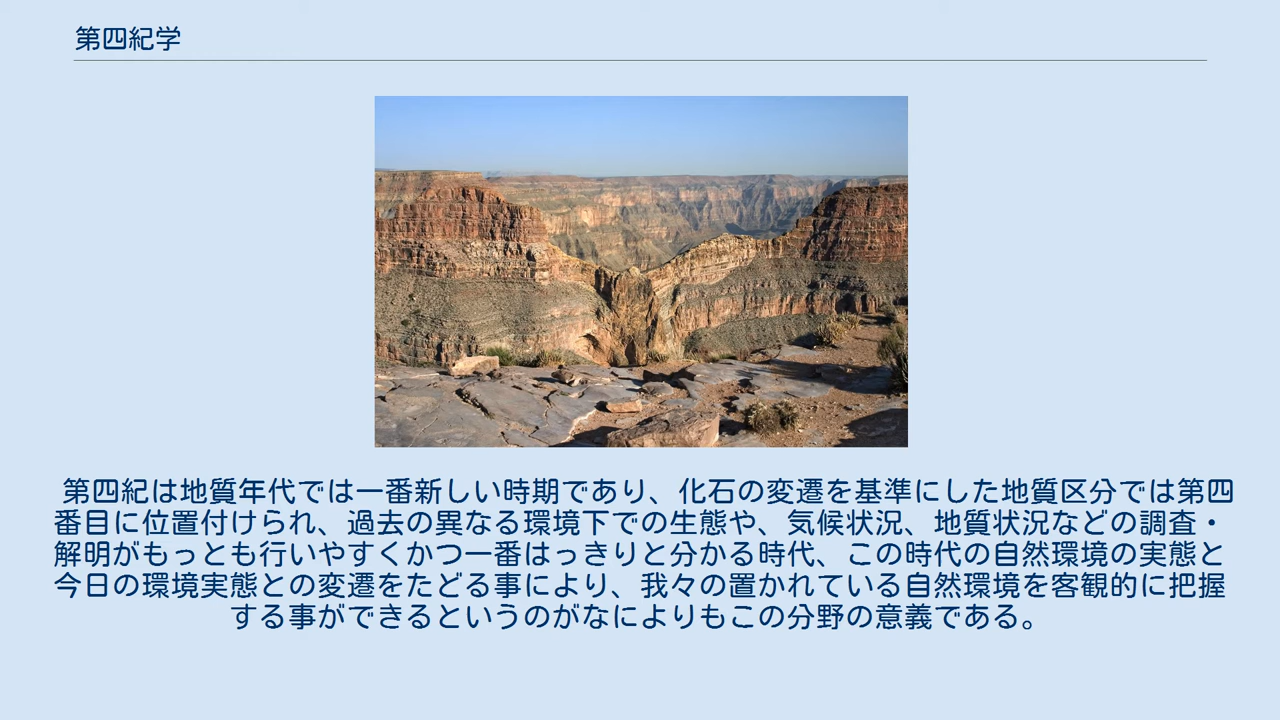 第四紀学
第四紀は地質年代では一番新しい時期であり、化石の変遷を基準にした地質区分では第四
番目に位置付けられ、過去の異なる環境下での生態や、気候状況、地質状況などの調査・
解明がもっとも行いやすくかつ一番はっきりと分かる時代、この時代の自然環境の実態と
今日の環境実態との変遷をたどる事により、我々の置かれている自然環境を客観的に把握
する事ができるというのがなによりもこの分野の意義である。